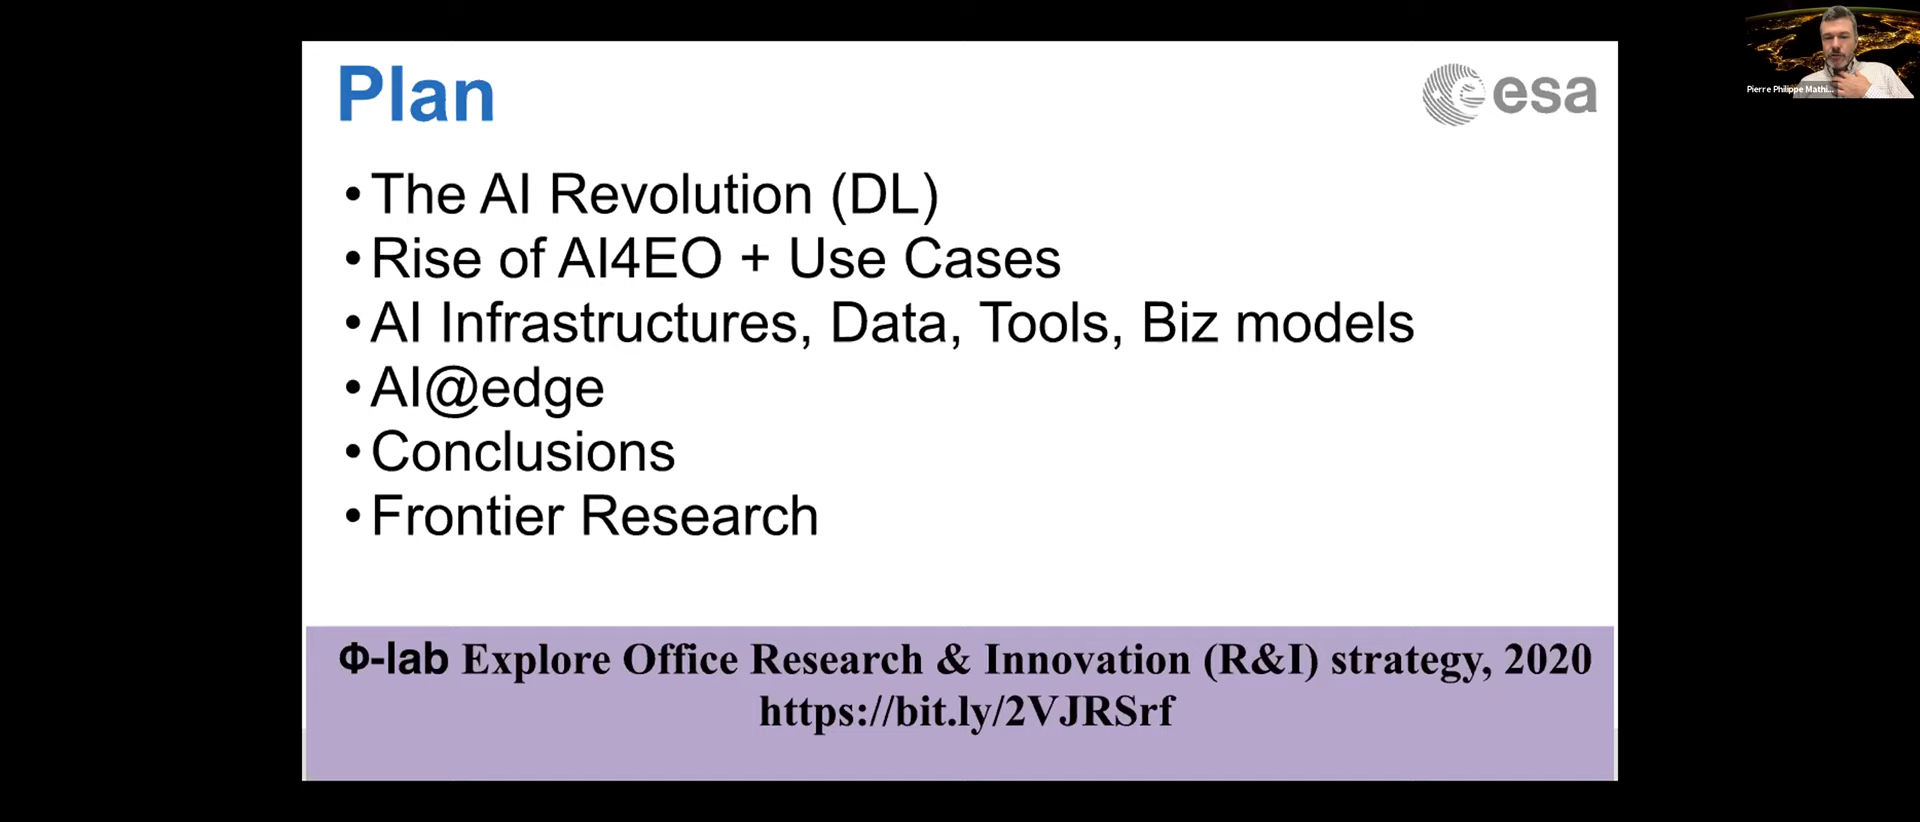 Plan
esa
• The AI Revolution (DL)
• Rise of AI4EO + Use Cases
• AI Infrastructures, Data, Tools, Biz models
• AI@edge
• Conclusions
• Frontier Research
Φ-lab Explore Office Research & Innovation (R&I) strategy, 2020
https://bit.ly/2VJRSrf
Pierre Philippe Mathi...